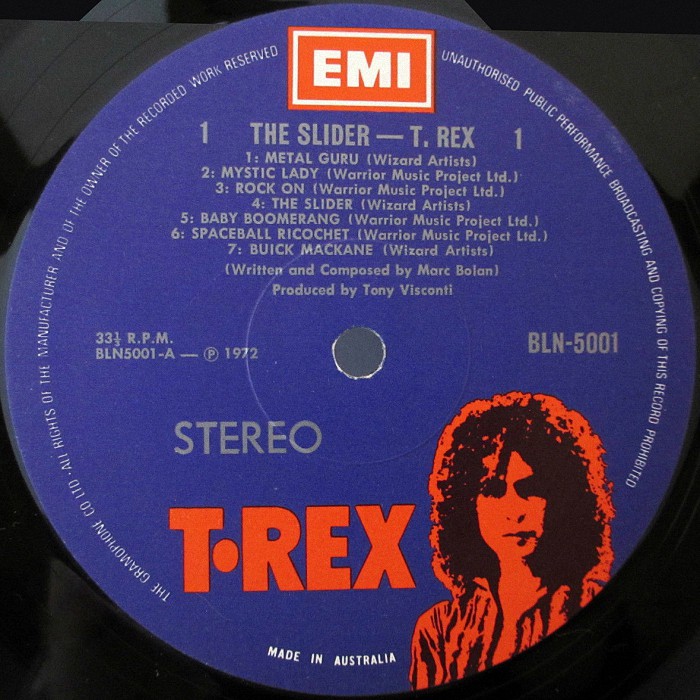 EMI
1 THE SLIDER — T. REX 1
1: METAL GURU (Wizard Artists)
2: MYSTIC LADY (Warrior Music Project Ltd.)
3: ROCK ON (Warrior Music Project Ltd.)
4: THE SLIDER (Wizard Artists)
5: BABY BOOMERANG (Warrior Music Project Ltd.)
6: SPACEBALL RICOCHET (Warrior Music Project Ltd.)
7: BUICK MACKANE (Wizard Artists)
(Written and Composed by Marc Bolan)
Produced by Tony Visconti
33⅓ R.P.M.
BLN5001-A — ℗ 1972
BLN-5001
STEREO
T•REX
MADE IN AUSTRALIA
THE GRAMOPHONE CO LTD · ALL RIGHTS OF THE MANUFACTURER AND OF THE OWNER OF THE RECORDED WORK RESERVED
UNAUTHORISED PUBLIC PERFORMANCE BROADCASTING AND COPYING OF THIS RECORD PROHIBITED